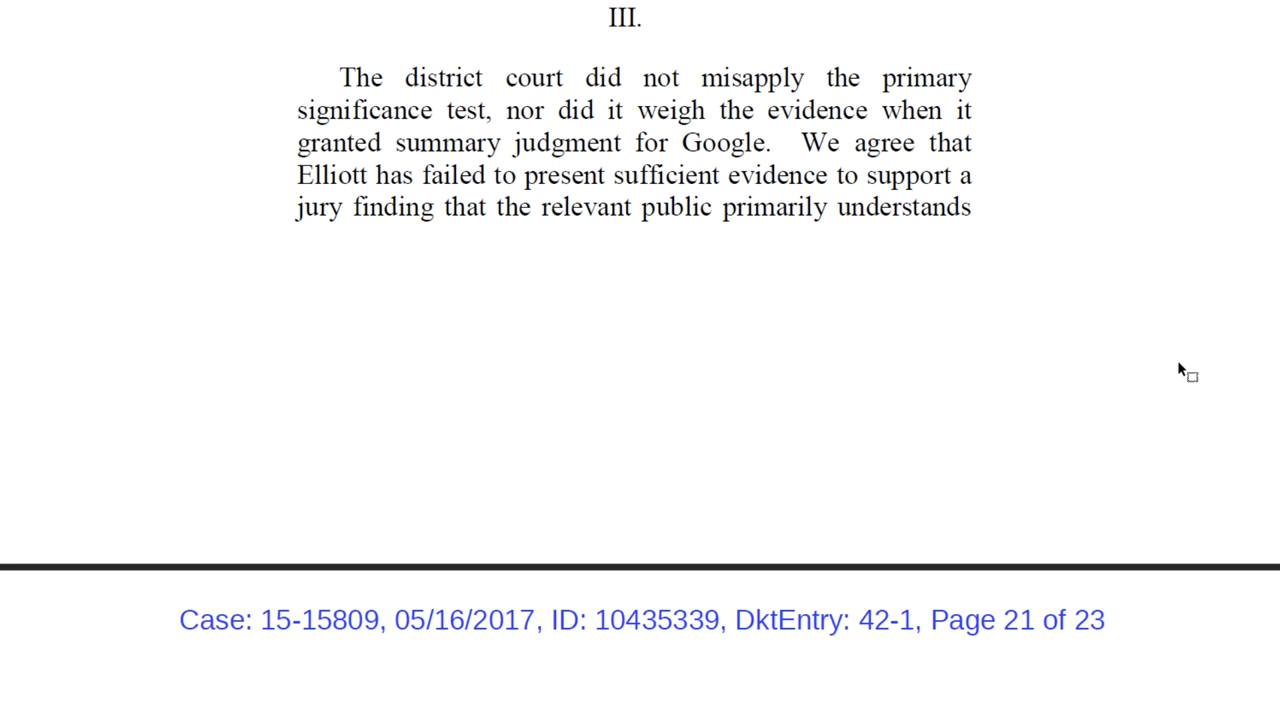 III.
The district court did not misapply the primary
significance test, nor did it weigh the evidence when it
granted summary judgment for Google. We agree that
Elliott has failed to present sufficient evidence to support a
jury finding that the relevant public primarily understands
Case: 15-15809, 05/16/2017, ID: 10435339, DktEntry: 42-1, Page 21 of 23